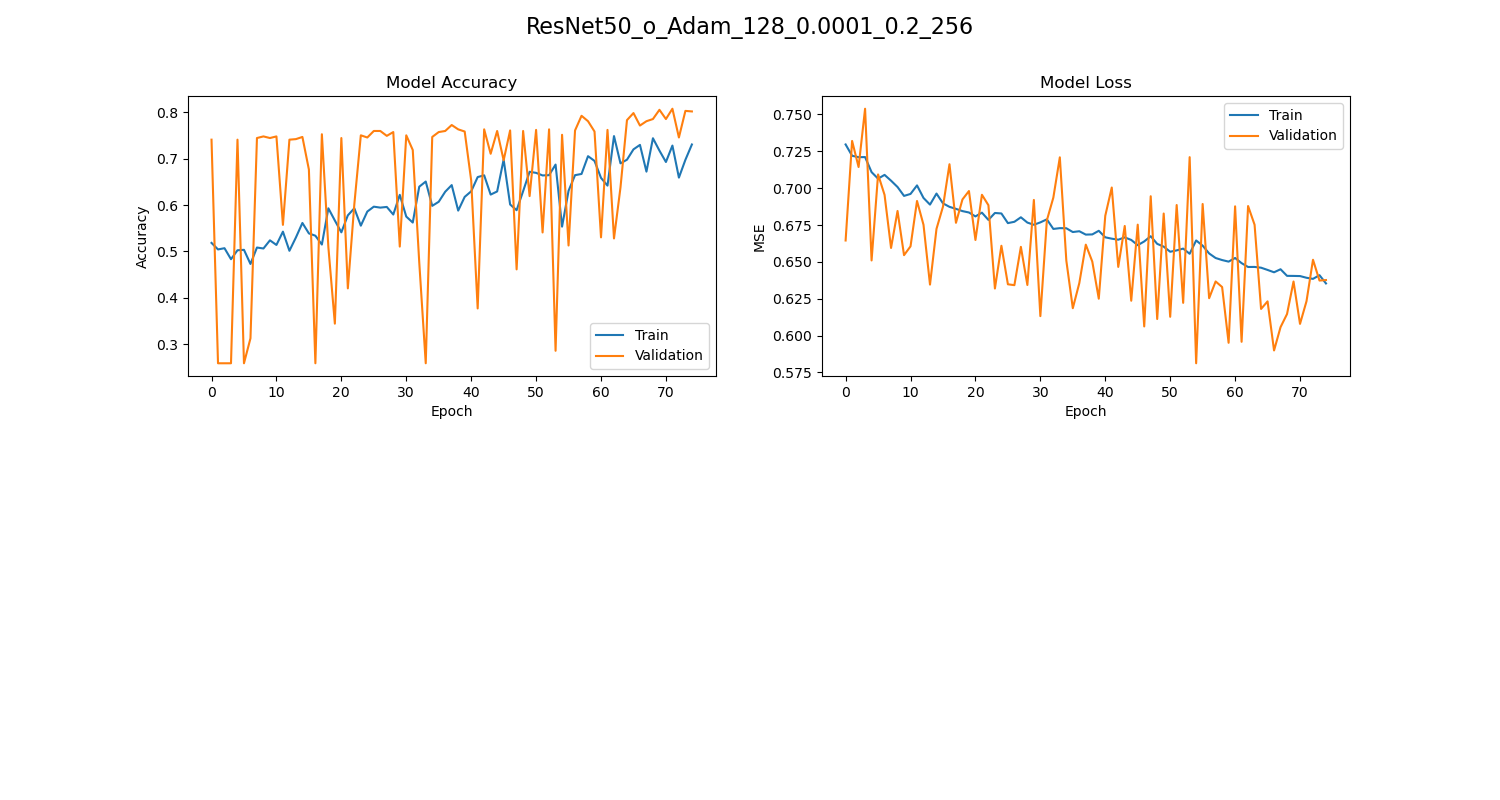 ResNet50_o_Adam_128_0.0001_0.2_256
Model Accuracy
Accuracy
0.8
0.7
0.6
0.5
0.4
0.3
0 10 20 30 40 50 60 70
Epoch
Train
Validation
Model Loss
MSE
0.750
0.725
0.700
0.675
0.650
0.625
0.600
0.575
0 10 20 30 40 50 60 70
Epoch
Train
Validation